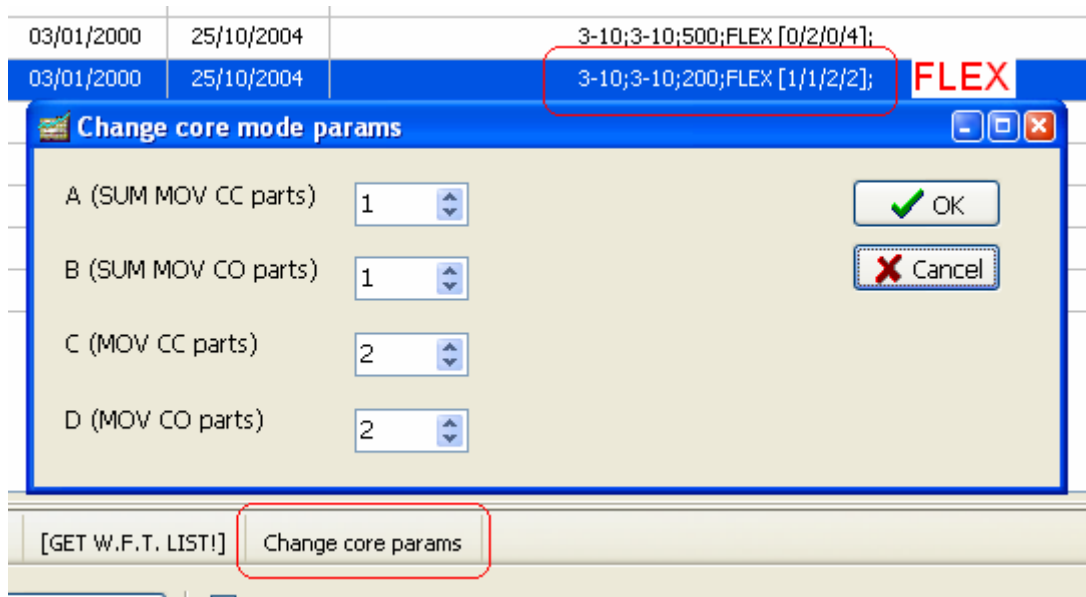 03/01/2000 25/10/2004 3-10;3-10;500;FLEX [0/2/0/4];
03/01/2000 25/10/2004 3-10;3-10;200;FLEX [1/1/2/2]; FLEX
Change core mode params
A (SUM MOV CC parts) 1 OK
B (SUM MOV CO parts) 1 Cancel
C (MOV CC parts) 2
D (MOV CO parts) 2
[GET W.F.T. LIST!] Change core params